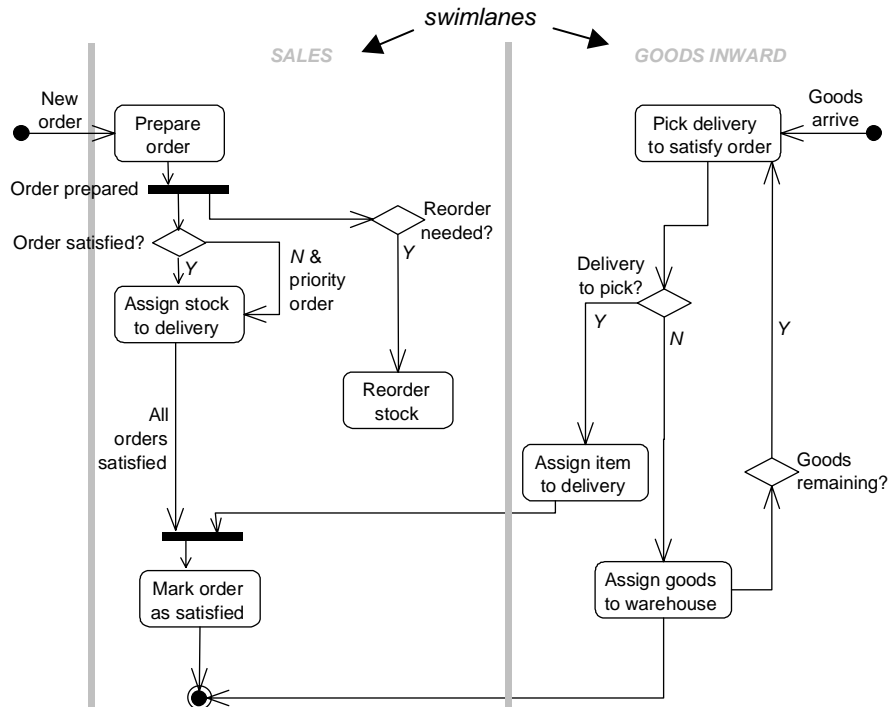 swimlanes
SALES
GOODS INWARD
New
order
Prepare
order
Pick delivery
to satisfy order
Goods
arrive
Order prepared
Reorder
needed?
Order satisfied?
Y
N &
priority
order
Y
Delivery
to pick?
Assign stock
to delivery
Y
N
Y
Reorder
stock
All
orders
satisfied
Assign item
to delivery
Goods
remaining?
Mark order
as satisfied
Assign goods
to warehouse